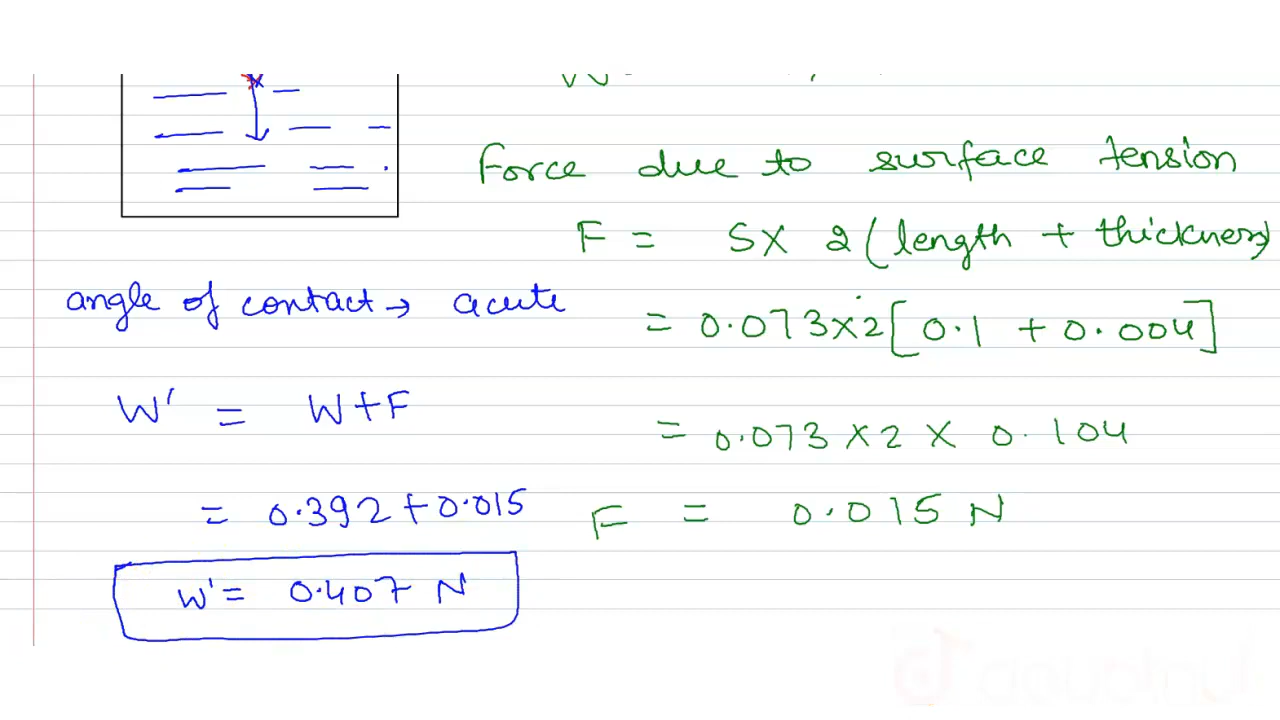 Force due to surface tension
F = S X 2 (length + thickness)
= 0.073 X 2 [0.1 + 0.004]
= 0.073 X 2 X 0.104
F = 0.015 N
angle of contact → acute
W' = W + F
= 0.392 + 0.015
W' = 0.407 N
doubtnut